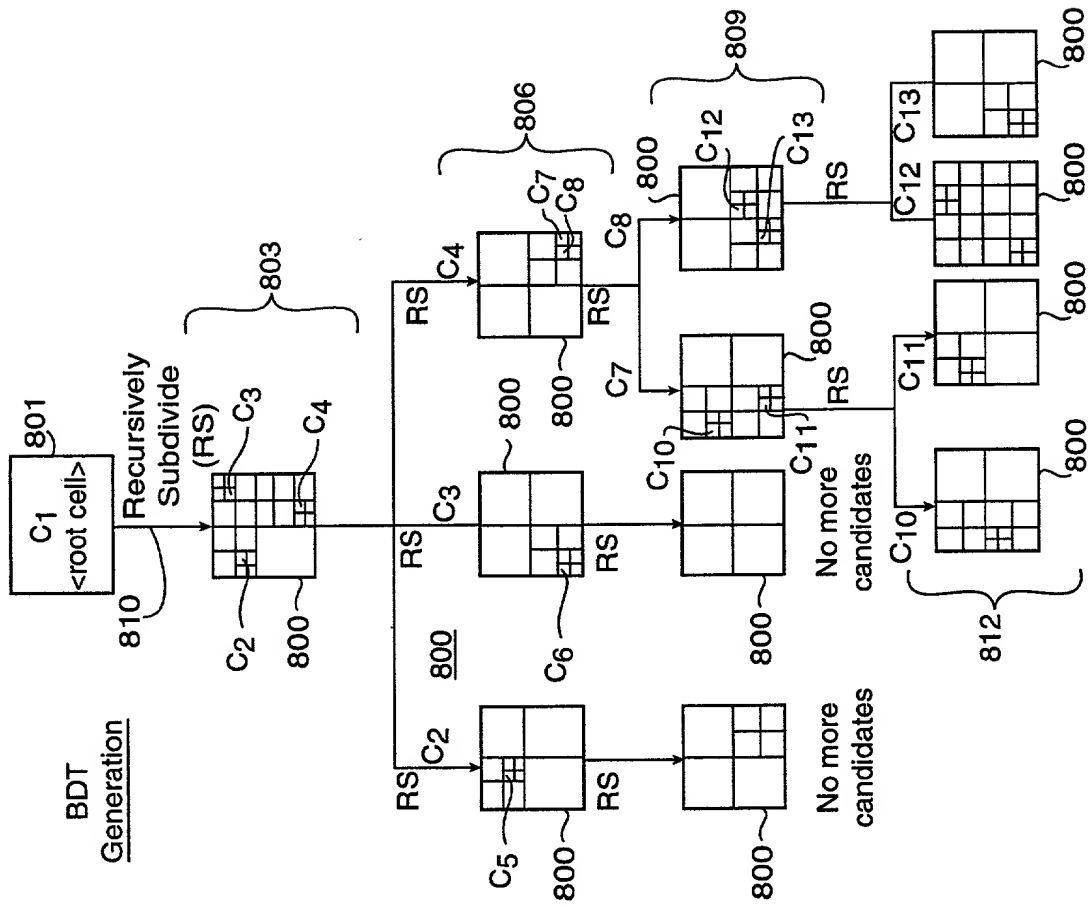 BDT
Generation
801
C1
<root cell>
810
Recursively
Subdivide
(RS)
803
C2
C3
C4
800
RS
C2
RS
C3
RS
C4
806
800
C5
800
800
C6
800
C7
C8
800
RS
RS
RS
C7
C8
809
800
C12
C13
C10
C11
800
800
800
No more
candidates
No more
candidates
RS
RS
C10
C11
C12
C13
812
800
800
800
800